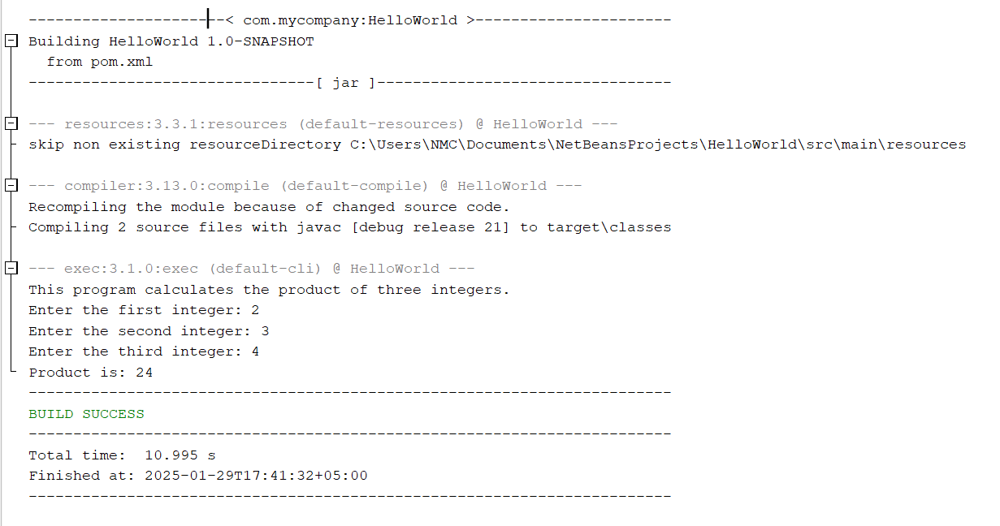 ----------------------< com.mycompany:HelloWorld >----------------------
Building HelloWorld 1.0-SNAPSHOT
  from pom.xml
--------------------------------[ jar ]---------------------------------
--- resources:3.3.1:resources (default-resources) @ HelloWorld ---
skip non existing resourceDirectory C:\Users\NMC\Documents\NetBeansProjects\HelloWorld\src\main\resources
--- compiler:3.13.0:compile (default-compile) @ HelloWorld ---
Recompiling the module because of changed source code.
Compiling 2 source files with javac [debug release 21] to target\classes
--- exec:3.1.0:exec (default-cli) @ HelloWorld ---
This program calculates the product of three integers.
Enter the first integer: 2
Enter the second integer: 3
Enter the third integer: 4
Product is: 24
------------------------------------------------------------------------
BUILD SUCCESS
------------------------------------------------------------------------
Total time:  10.995 s
Finished at: 2025-01-29T17:41:32+05:00
------------------------------------------------------------------------